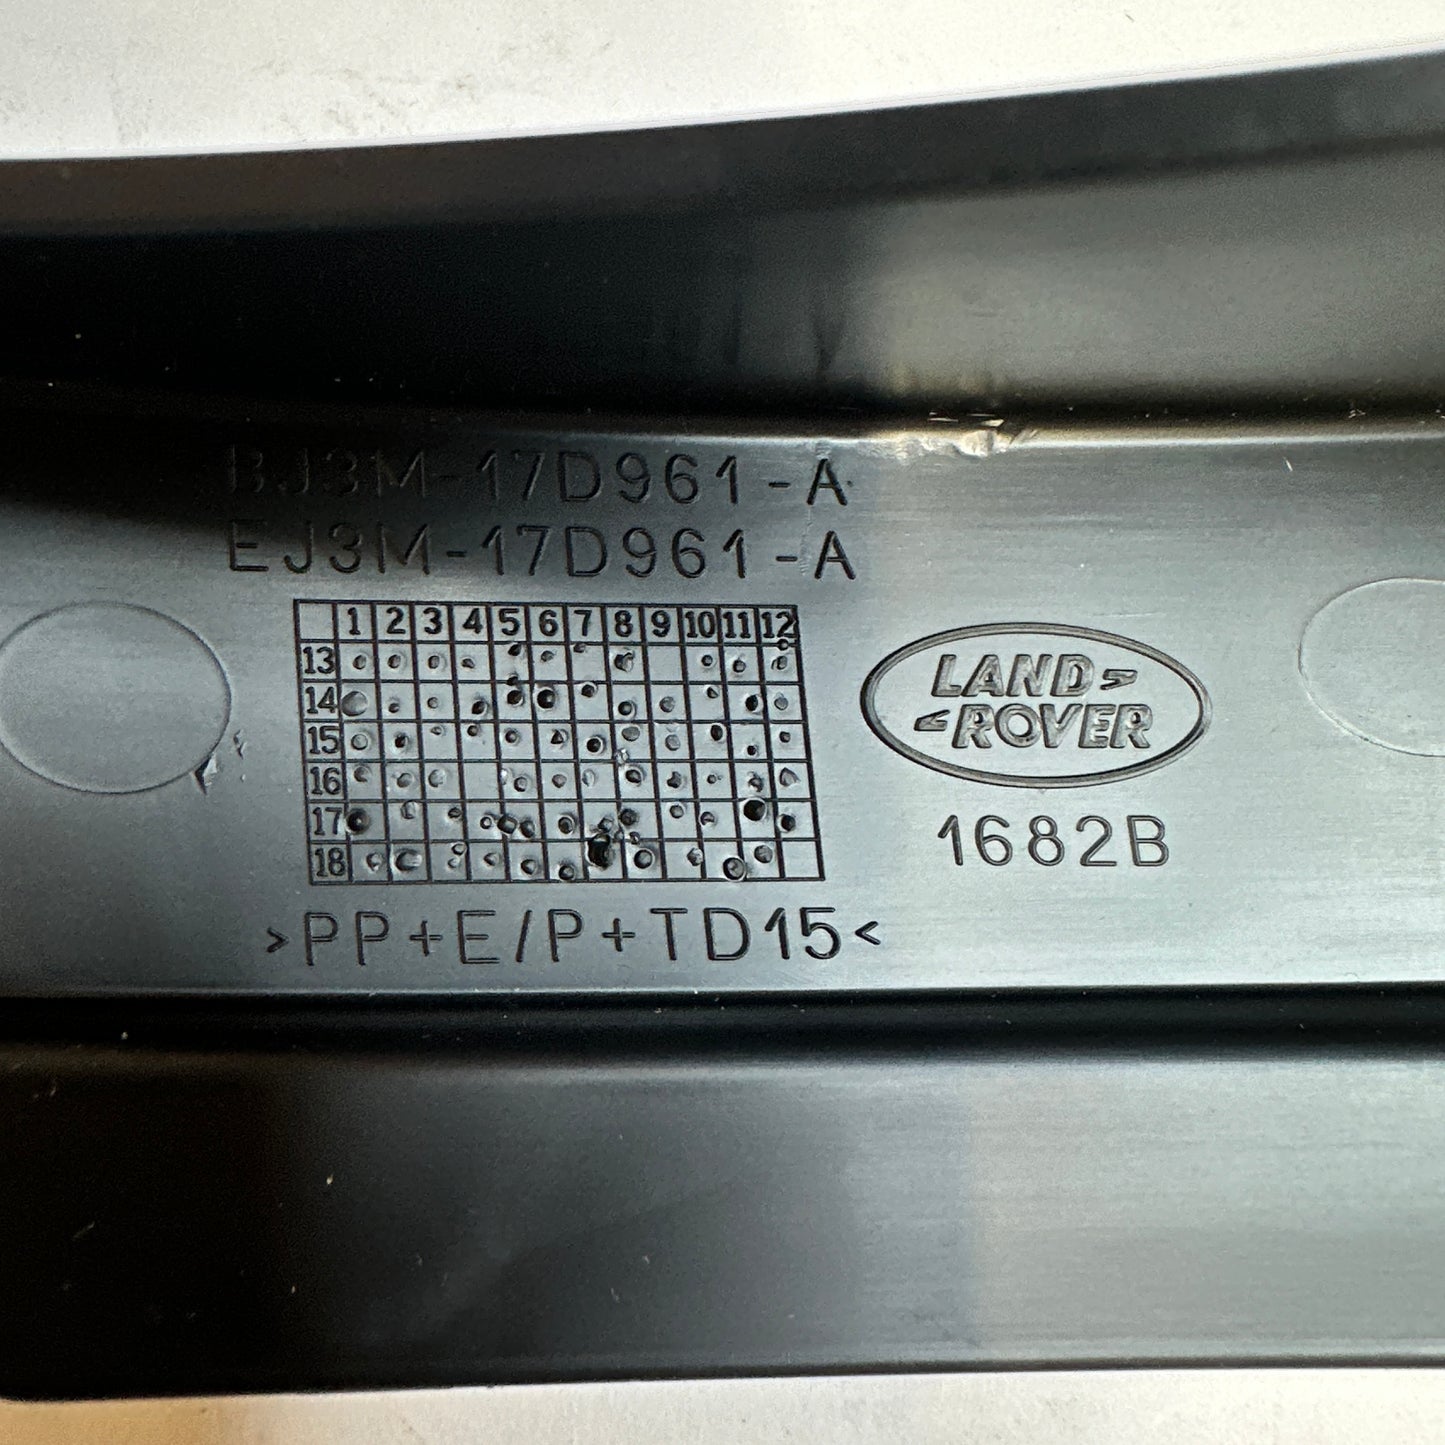 BJ3M-17D961-A
EJ3M-17D961-A
1 2 3 4 5 6 7 8 9 10 11 12
13
14
15
16
17
18
>PP+E/P+TD15<
LAND
ROVER
1682B